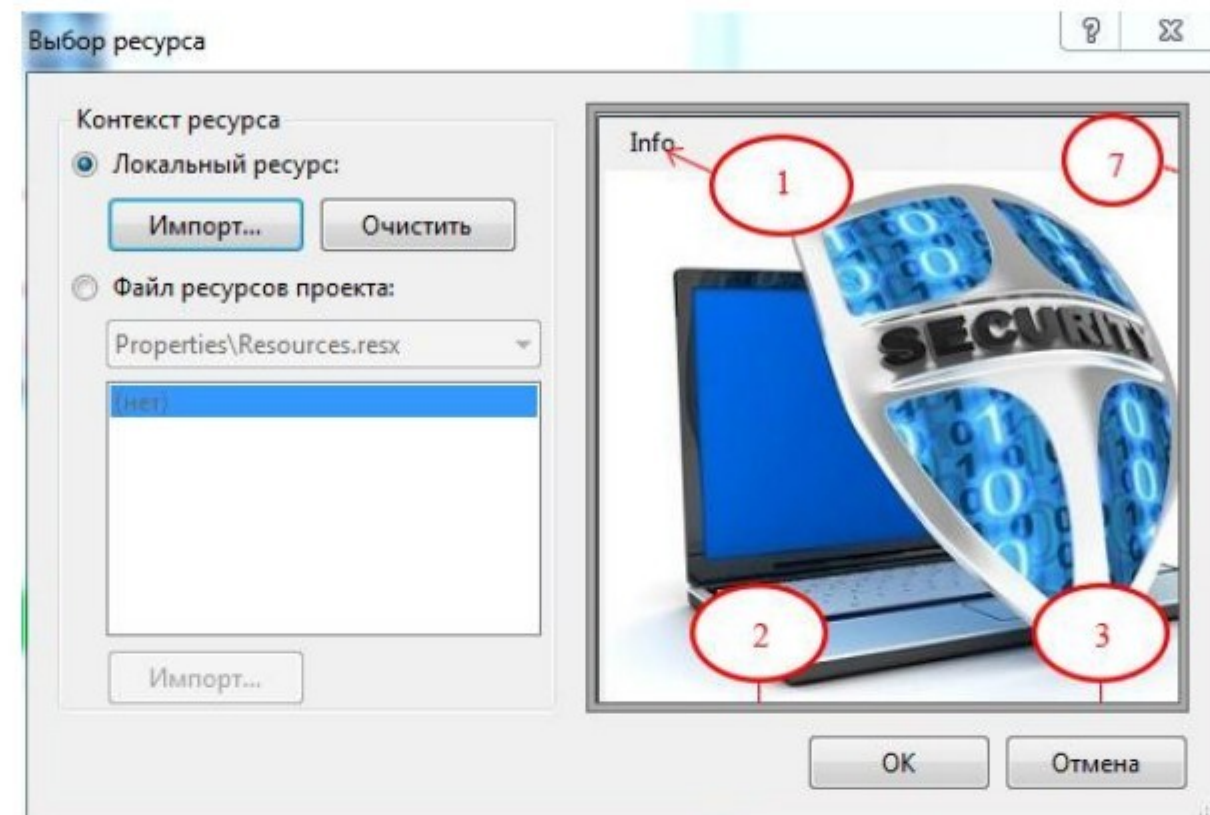 Выбор ресурса
Контекст ресурса
Локальный ресурс:
Импорт...
Очистить
Файл ресурсов проекта:
Properties\Resources.resx
(нет)
Импорт...
Info
1
7
SECURITY
2
3
OK
Отмена